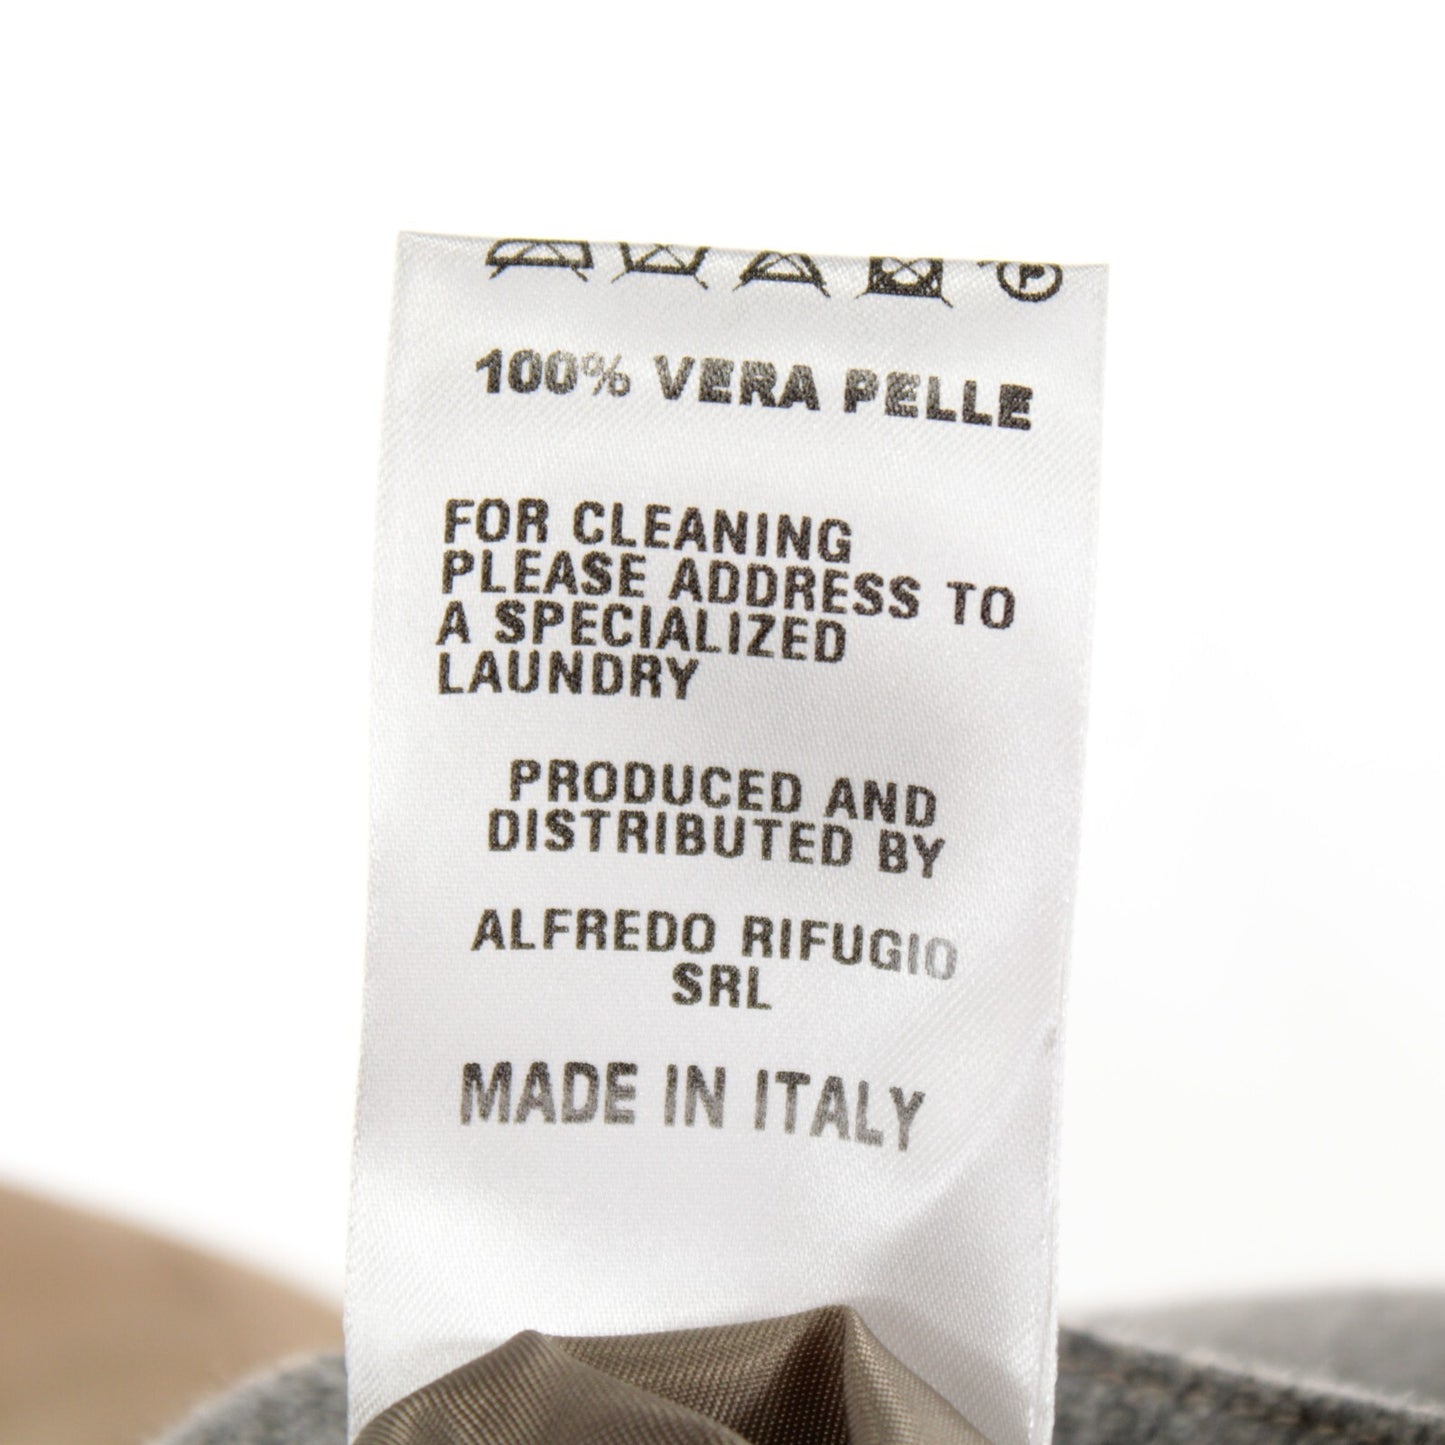 100% VERA PELLE
FOR CLEANING
PLEASE ADDRESS TO
A SPECIALIZED
LAUNDRY
PRODUCED AND
DISTRIBUTED BY
ALFREDO RIFUGIO
SRL
MADE IN ITALY